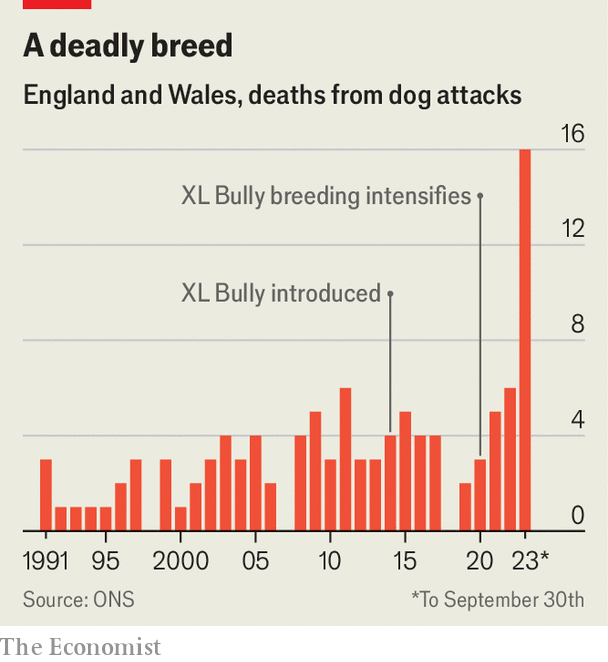 A deadly breed
England and Wales, deaths from dog attacks
16
XL Bully breeding intensifies
12
XL Bully introduced
8
4
0
1991 95 2000 05 10 15 20 23*
Source: ONS *To September 30th
The Economist